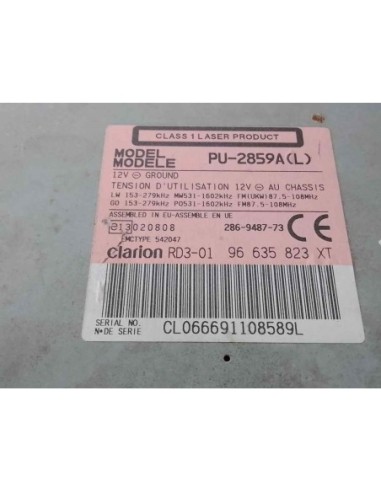 CLASS 1 LASER PRODUCT
MODEL
MODELE
PU-2859A(L)
12V ⊖ GROUND
TENSION D'UTILISATION 12V ⊖ AU CHASSIS
LW 153-279kHz MW531-1602kHz FM(UKW)87.5-108MHz
GO 153-279kHz PO531-1602kHz FM87.5-108MHz
ASSEMBLED IN EU-ASSEMBLE EN UE
e13020808 286-9487-73 CE
EMCTYPE 542047
clarion RD3-01 96 635 823 XT
SERIAL NO.
N° DE SERIE
CL066691108589L